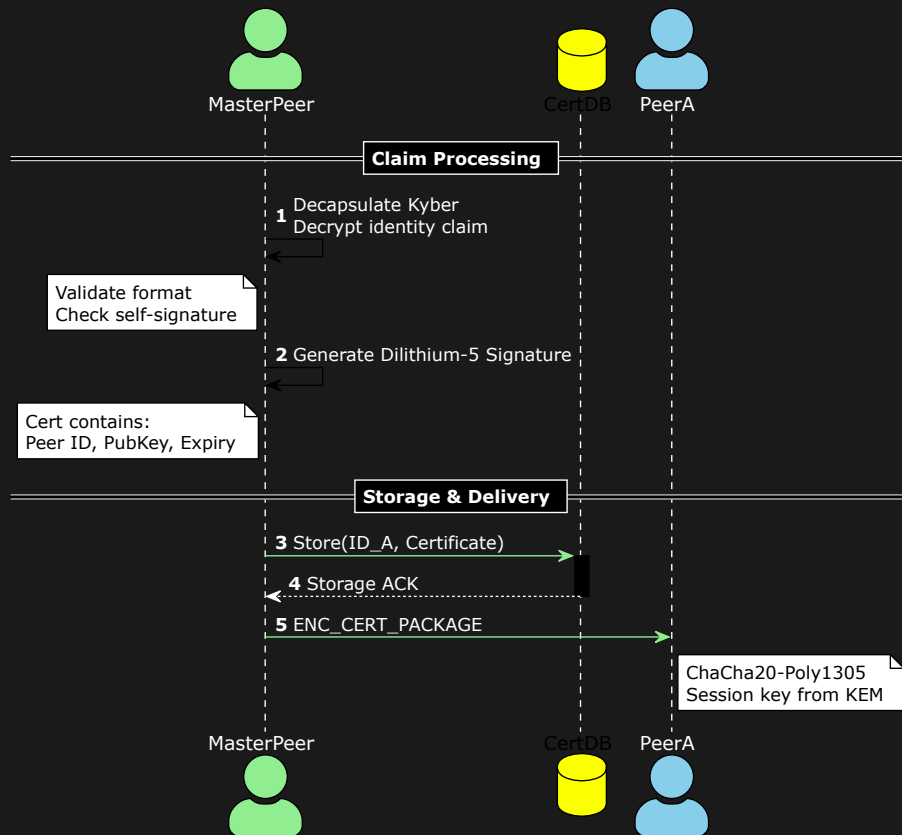 MasterPeer
CertDB
PeerA
Claim Processing
1 Decapsulate Kyber
Decrypt identity claim
Validate format
Check self-signature
2 Generate Dilithium-5 Signature
Cert contains:
Peer ID, PubKey, Expiry
Storage & Delivery
3 Store(ID_A, Certificate)
4 Storage ACK
5 ENC_CERT_PACKAGE
ChaCha20-Poly1305
Session key from KEM
MasterPeer
CertDB
PeerA